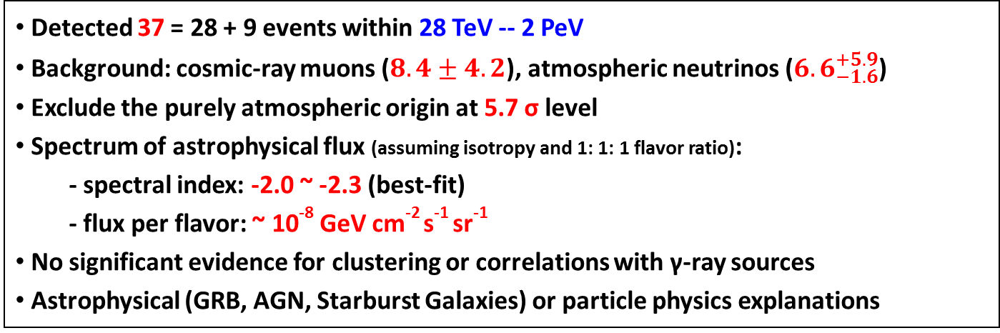 • Detected 37 = 28 + 9 events within 28 TeV -- 2 PeV
• Background: cosmic-ray muons (8.4 ± 4.2), atmospheric neutrinos (6.6^{+5.9}_{−1.6})
• Exclude the purely atmospheric origin at 5.7 σ level
• Spectrum of astrophysical flux (assuming isotropy and 1: 1: 1 flavor ratio):
- spectral index: -2.0 ~ -2.3 (best-fit)
- flux per flavor: ~ 10^{-8} GeV cm^{-2} s^{-1} sr^{-1}
• No significant evidence for clustering or correlations with γ-ray sources
• Astrophysical (GRB, AGN, Starburst Galaxies) or particle physics explanations